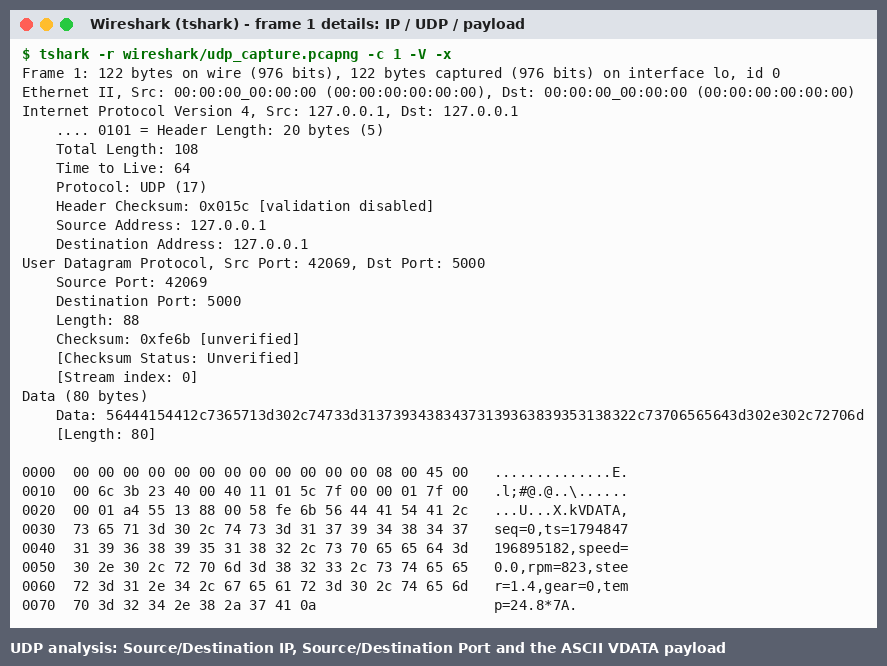 Wireshark (tshark) - frame 1 details: IP / UDP / payload
$ tshark -r wireshark/udp_capture.pcapng -c 1 -V -x
Frame 1: 122 bytes on wire (976 bits), 122 bytes captured (976 bits) on interface lo, id 0
Ethernet II, Src: 00:00:00_00:00:00 (00:00:00:00:00:00), Dst: 00:00:00_00:00:00 (00:00:00:00:00:00)
Internet Protocol Version 4, Src: 127.0.0.1, Dst: 127.0.0.1
    .... 0101 = Header Length: 20 bytes (5)
    Total Length: 108
    Time to Live: 64
    Protocol: UDP (17)
    Header Checksum: 0x015c [validation disabled]
    Source Address: 127.0.0.1
    Destination Address: 127.0.0.1
User Datagram Protocol, Src Port: 42069, Dst Port: 5000
    Source Port: 42069
    Destination Port: 5000
    Length: 88
    Checksum: 0xfe6b [unverified]
    [Checksum Status: Unverified]
    [Stream index: 0]
Data (80 bytes)
    Data: 56444154412c7365713d302c74733d313739343834373139363839353138322c73706565643d302e302c72706d
    [Length: 80]
0000  00 00 00 00 00 00 00 00 00 00 00 00 08 00 45 00   ..............E.
0010  00 6c 3b 23 40 00 40 11 01 5c 7f 00 00 01 7f 00   .l;#@.@..\......
0020  00 01 a4 55 13 88 00 58 fe 6b 56 44 41 54 41 2c   ...U...X.kVDATA,
0030  73 65 71 3d 30 2c 74 73 3d 31 37 39 34 38 34 37   seq=0,ts=1794847
0040  31 39 36 38 39 35 31 38 32 2c 73 70 65 65 64 3d   196895182,speed=
0050  30 2e 30 2c 72 70 6d 3d 38 32 33 2c 73 74 65 65   0.0,rpm=823,stee
0060  72 3d 31 2e 34 2c 67 65 61 72 3d 30 2c 74 65 6d   r=1.4,gear=0,tem
0070  70 3d 32 34 2e 38 2a 37 41 0a                     p=24.8*7A.
UDP analysis: Source/Destination IP, Source/Destination Port and the ASCII VDATA payload